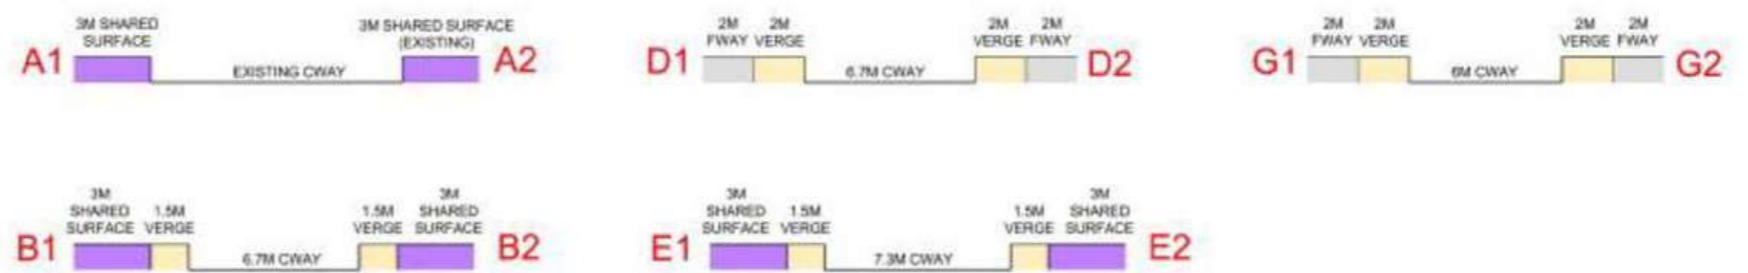 3M SHARED
SURFACE
3M SHARED SURFACE
(EXISTING)
A1
EXISTING CWAY
A2
2M 2M
FWAY VERGE
2M 2M
VERGE FWAY
D1
6.7M CWAY
D2
2M 2M
FWAY VERGE
2M 2M
VERGE FWAY
G1
6M CWAY
G2
3M
SHARED 1.5M
SURFACE VERGE
3M
1.5M SHARED
VERGE SURFACE
B1
6.7M CWAY
B2
3M
SHARED 1.5M
SURFACE VERGE
3M
1.5M SHARED
VERGE SURFACE
E1
7.3M CWAY
E2